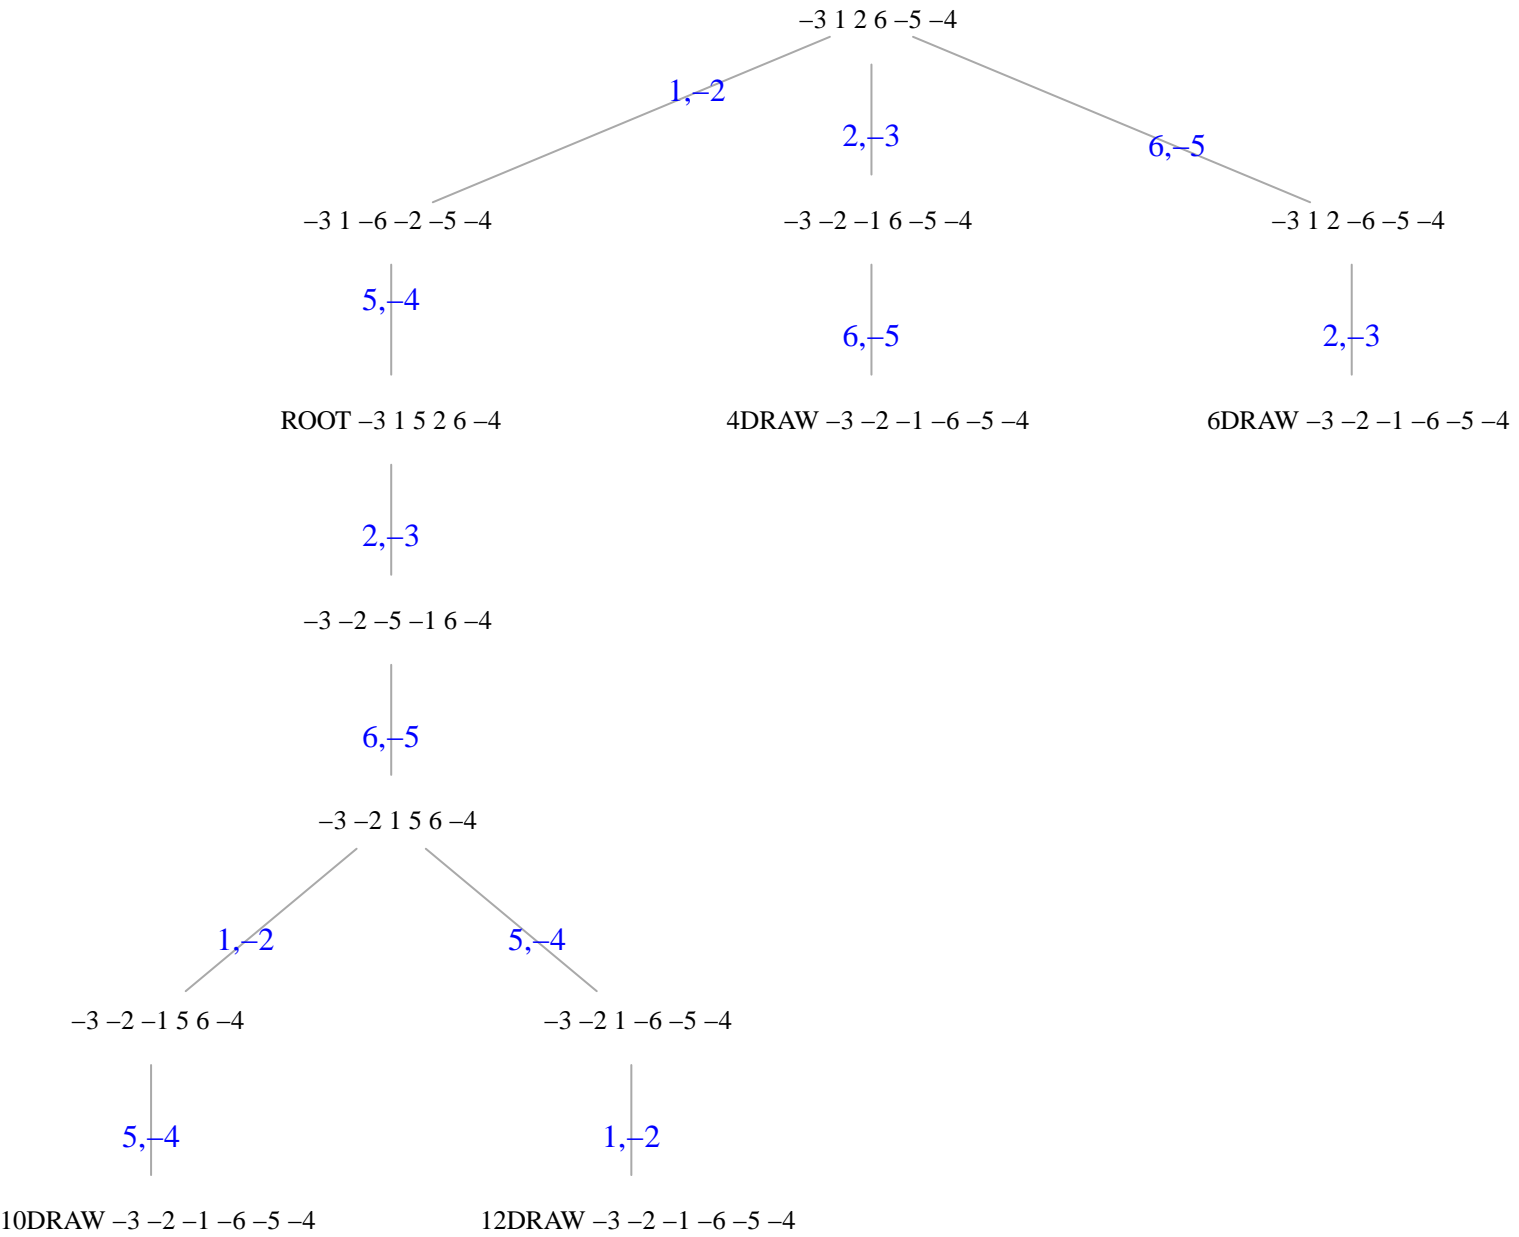 –3 1 2 6 –5 –4
1,–2
2,–3
6,–5
–3 1 –6 –2 –5 –4
–3 –2 –1 6 –5 –4
–3 1 2 –6 –5 –4
5,–4
6,–5
2,–3
ROOT –3 1 5 2 6 –4
4DRAW –3 –2 –1 –6 –5 –4
6DRAW –3 –2 –1 –6 –5 –4
2,–3
–3 –2 –5 –1 6 –4
6,–5
–3 –2 1 5 6 –4
1,–2
5,–4
–3 –2 –1 5 6 –4
–3 –2 1 –6 –5 –4
5,–4
1,–2
10DRAW –3 –2 –1 –6 –5 –4
12DRAW –3 –2 –1 –6 –5 –4